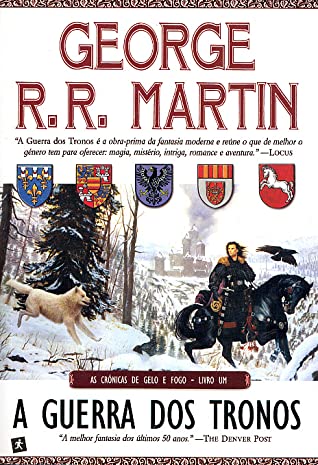 GEORGE
R.R. MARTIN
“A Guerra dos Tronos é a obra-prima da fantasia moderna e reúne o que de melhor o
género tem para oferecer: magia, mistério, intriga, romance e aventura.” —LOCUS
AS CRÓNICAS DE GELO E FOGO - LIVRO UM
A GUERRA DOS TRONOS
“A melhor fantasia dos últimos 50 anos.” —THE DENVER POST